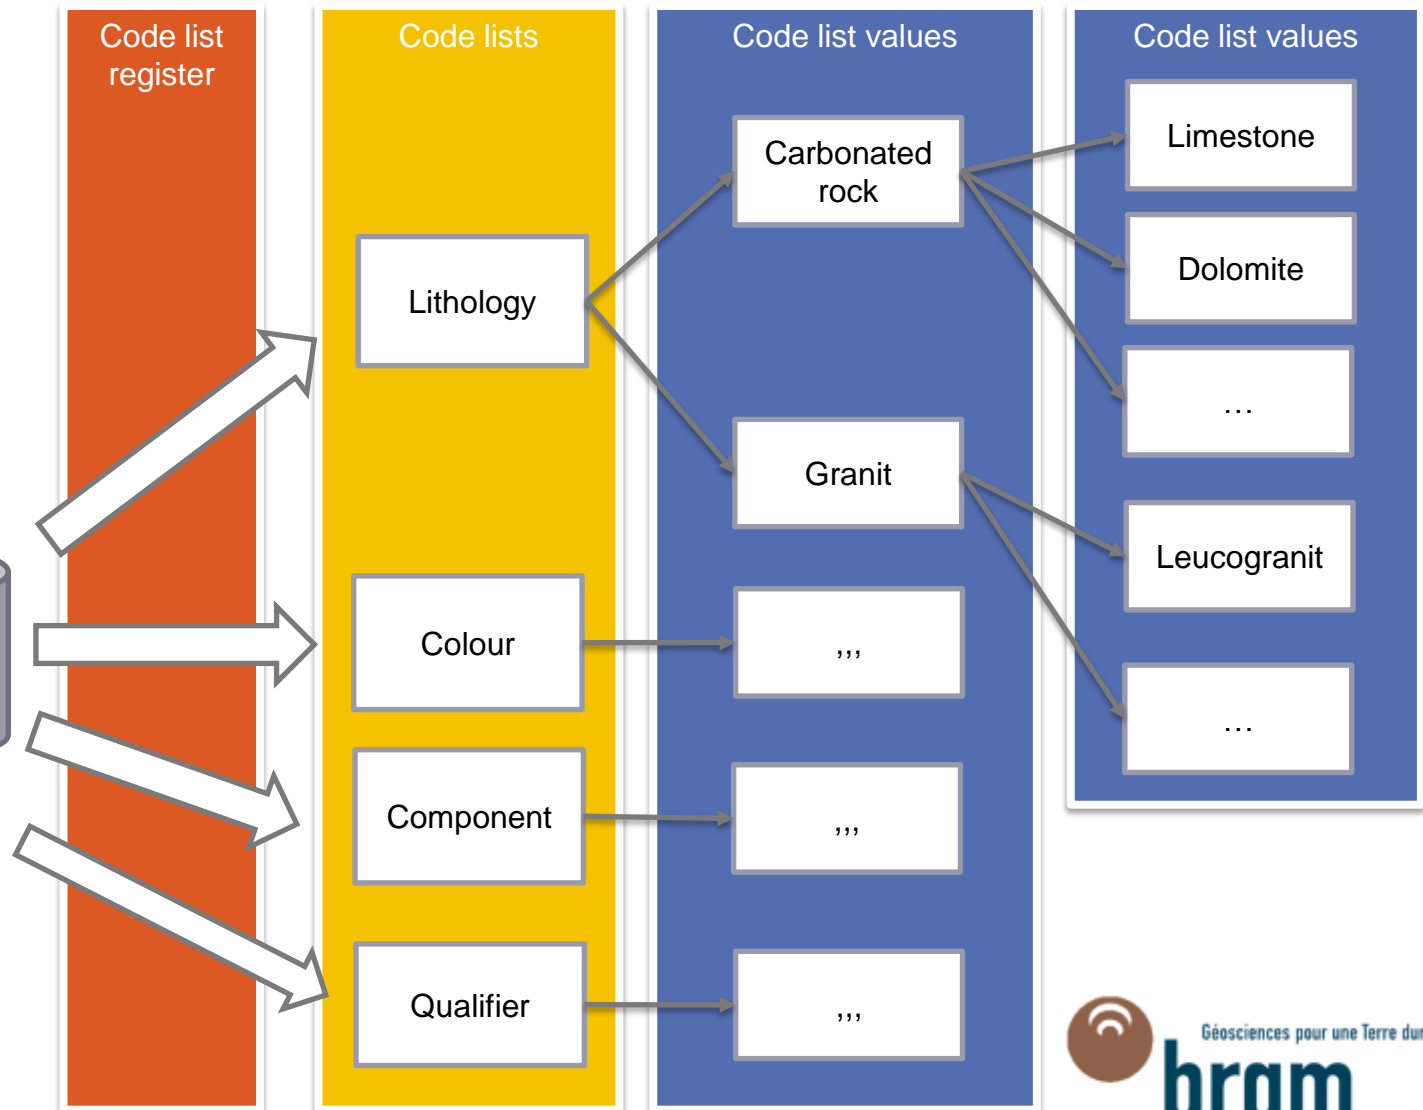 Code list
register
Code lists
Code list values
Code list values
Lithology
Colour
Component
Qualifier
Carbonated
rock
Granit
,,,
,,,
,,,
Limestone
Dolomite
...
Leucogranit
...
Géosciences pour une Terre
brgm